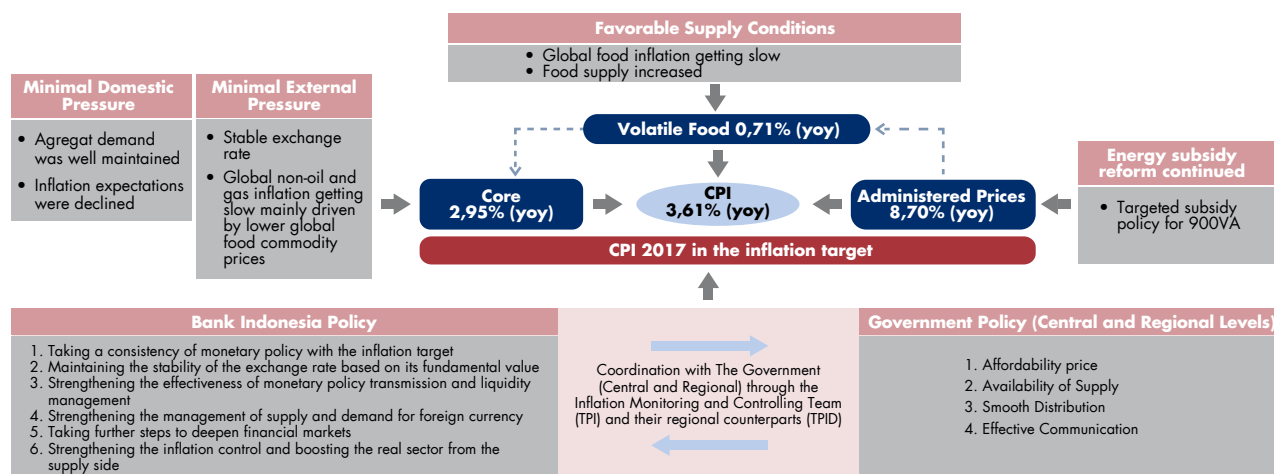 Favorable Supply Conditions
• Global food inflation getting slow
• Food supply increased
Minimal Domestic
Pressure
• Agregat demand
was well maintained
• Inflation expectations
were declined
Minimal External
Pressure
• Stable exchange
rate
• Global non-oil and
gas inflation getting
slow mainly driven
by lower global
food commodity
prices
Volatile Food 0,71% (yoy)
Core
2,95% (yoy)
CPI
3,61% (yoy)
Administered Prices
8,70% (yoy)
Energy subsidy
reform continued
• Targeted subsidy
policy for 900VA
CPI 2017 in the inflation target
Bank Indonesia Policy
1. Taking a consistency of monetary policy with the inflation target
2. Maintaining the stability of the exchange rate based on its fundamental value
3. Strengthening the effectiveness of monetary policy transmission and liquidity
management
4. Strengthening the management of supply and demand for foreign currency
5. Taking further steps to deepen financial markets
6. Strengthening the inflation control and boosting the real sector from the
supply side
Coordination with The Government
(Central and Regional) through the
Inflation Monitoring and Controlling Team
(TPI) and their regional counterparts (TPID)
Government Policy (Central and Regional Levels)
1. Affordability price
2. Availability of Supply
3. Smooth Distribution
4. Effective Communication